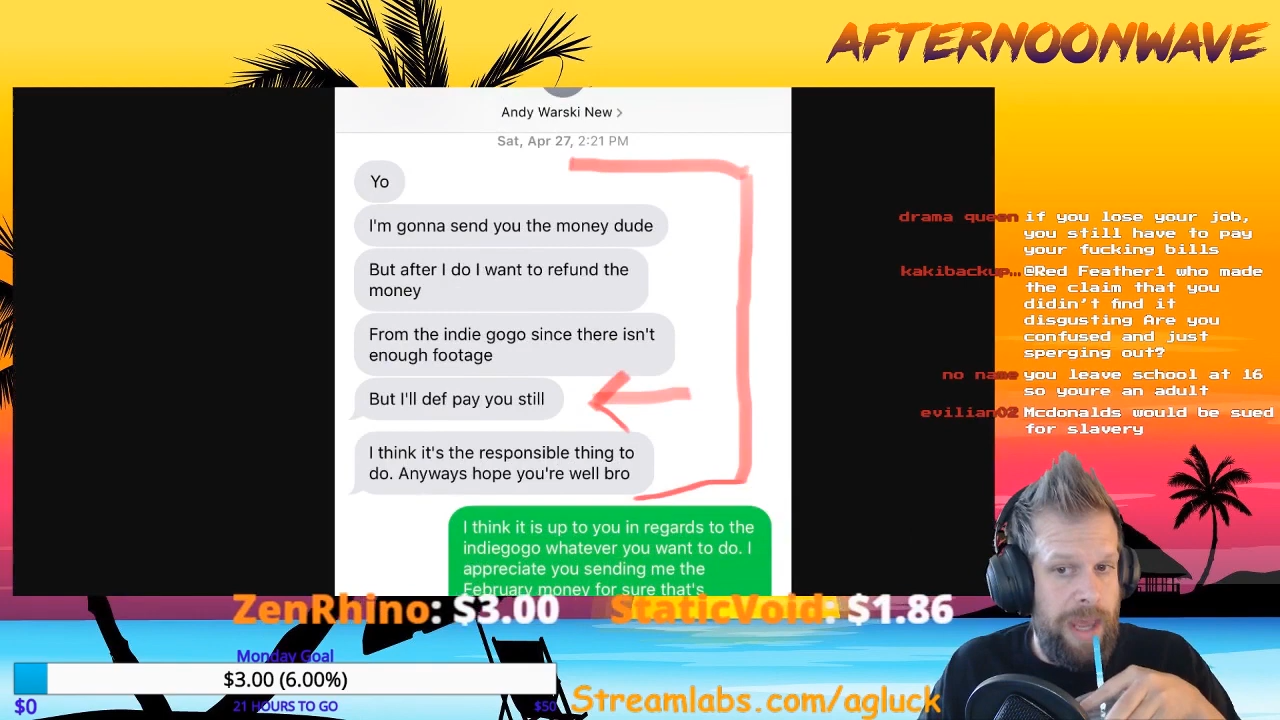 AFTERNOONWAVE
Andy Warski New >
Sat, Apr 27, 2:21 PM
Yo
I'm gonna send you the money dude
But after I do I want to refund the
money
From the indie gogo since there isn't
enough footage
But I'll def pay you still
I think it's the responsible thing to
do. Anyways hope you're well bro
I think it is up to you in regards to the
indiegogo whatever you want to do. I
appreciate you sending me the
February money for sure that's
drama queen if you lose your job,
you still have to pay
your fucking bills
kakibackup... @Red Feather1 who made
the claim that you
didin't find it
disgusting Are you
confused and just
sperging out?
no name you leave school at 16
so youre an adult
evilian02 Mcdonalds would be sued
for slavery
ZenRhino: $3.00 StaticVoid: $1.86
Monday Goal
$3.00 (6.00%)
$0 21 HOURS TO GO $50
Streamlabs.com/agluck